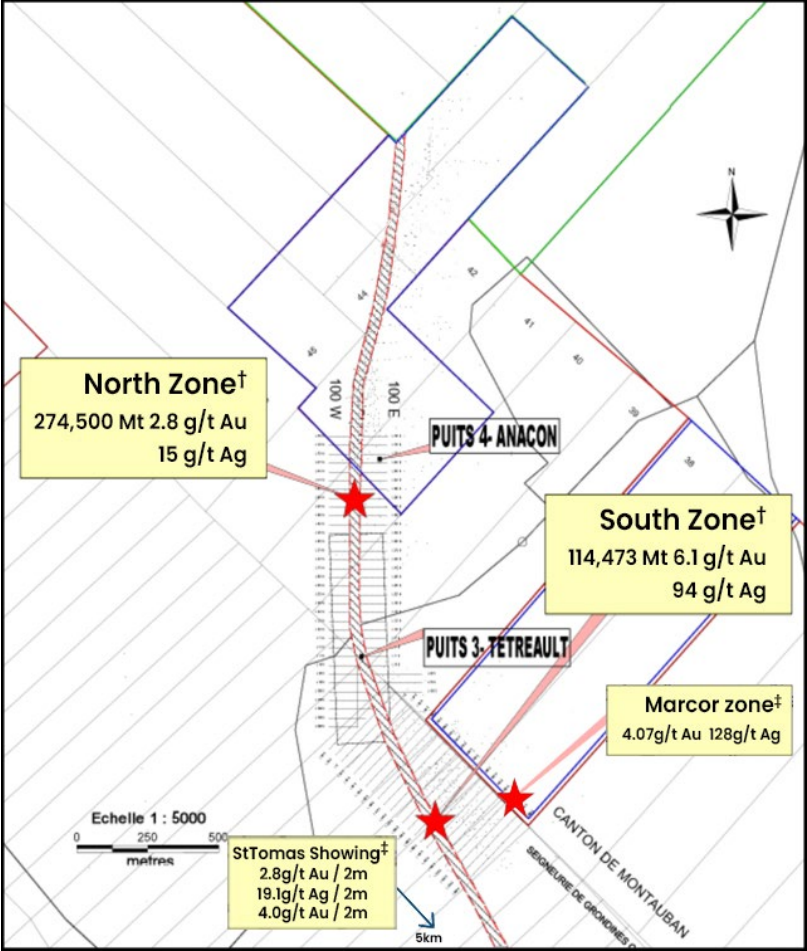 N
42
41
40
39
38
44
45
North Zone†
274,500 Mt 2.8 g/t Au
15 g/t Ag
100 W
100 E
PUITS 4- ANACON
South Zone†
114,473 Mt 6.1 g/t Au
94 g/t Ag
PUITS 3- TETREAULT
Marcor zone‡
4.07g/t Au 128g/t Ag
Echelle 1 : 5000
0 250 500
metres
StTomas Showing‡
2.8g/t Au / 2m
19.1g/t Ag / 2m
4.0g/t Au / 2m
5km
CANTON DE MONTAUBAN
SEIGNEURIE DE GRONDINES